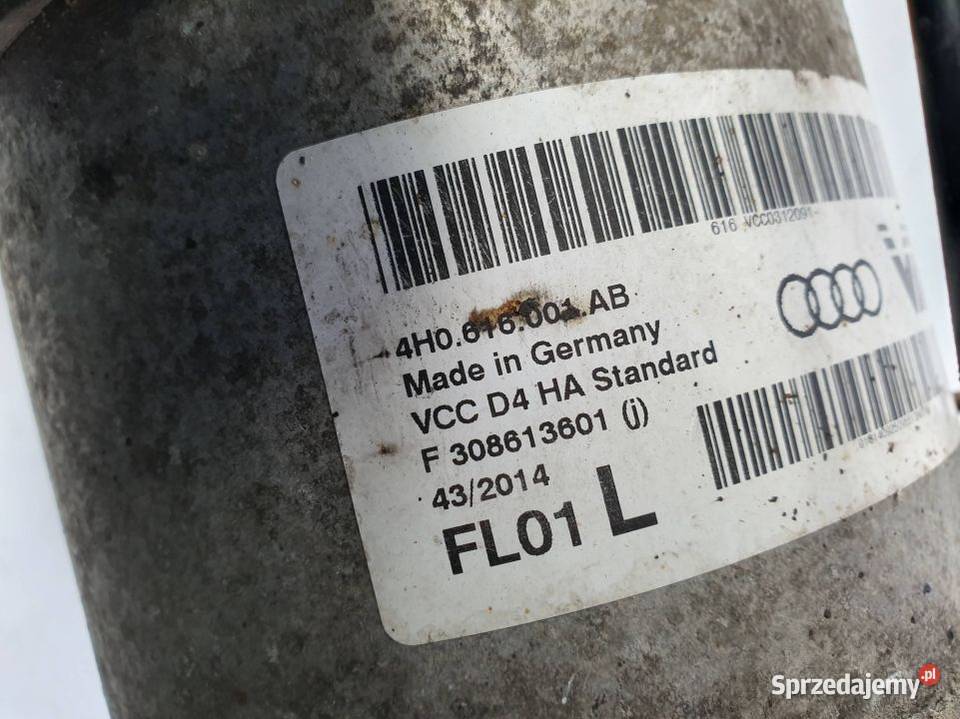 616 VCC0312091-
4H0.616.001.AB
Made in Germany
VCC D4 HA Standard
F 308613601 (j)
43/2014
FL01 L
Sprzedajemy.pl